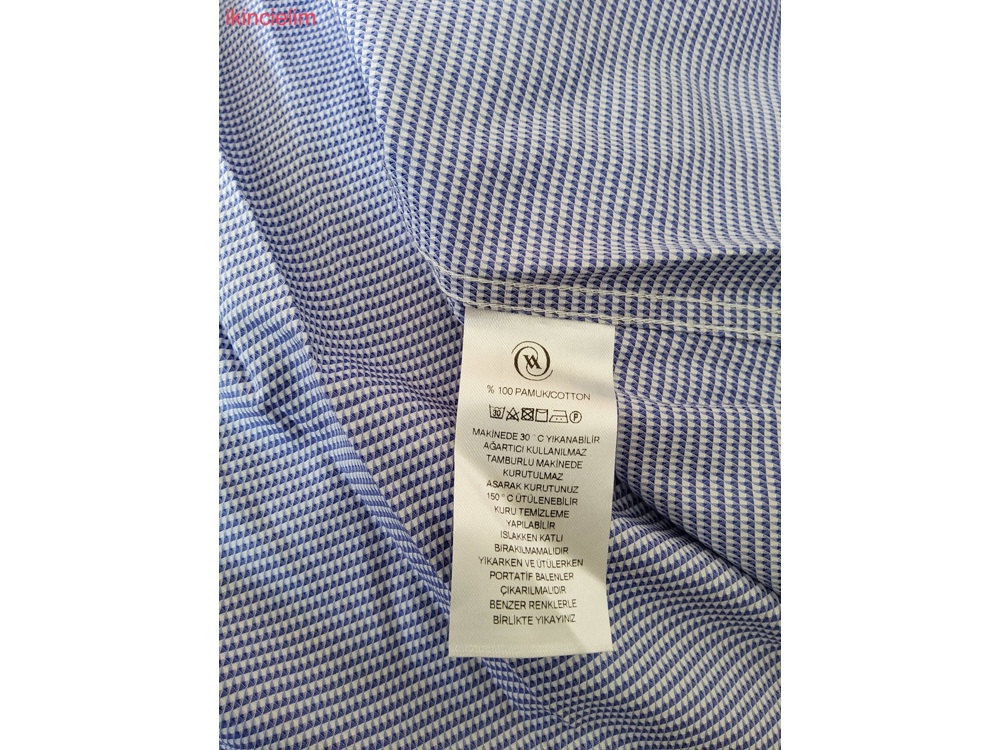 ikincielim
% 100 PAMUK/COTTON
30 P
MAKİNEDE 30 °C YIKANABİLİR
AĞARTICI KULLANILMAZ
TAMBURLU MAKİNEDE
KURUTULMAZ
ASARAK KURUTUNUZ
150 °C ÜTÜLENEBİLİR
KURU TEMİZLEME
YAPILABİLİR
ISLAKKEN KATLI
BIRAKILMAMALIDIR
YIKARKEN VE ÜTÜLERKEN
PORTATİF BALENLER
ÇIKARILMALIDIR
BENZER RENKLERLE
BİRLİKTE YIKAYINIZ